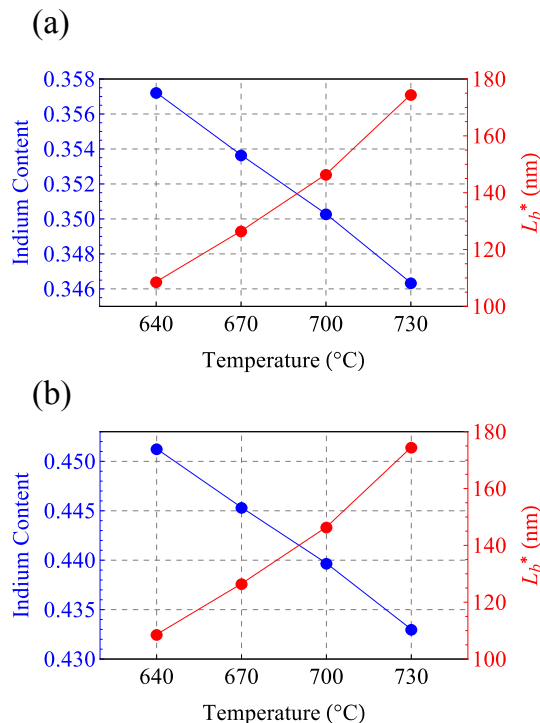 (a)
0.358
0.356
0.354
0.352
0.350
0.348
0.346
Indium Content
180
160
140
120
100
L_b^* (nm)
640 670 700 730
Temperature (°C)
(b)
0.450
0.445
0.440
0.435
0.430
Indium Content
180
160
140
120
100
L_b^* (nm)
640 670 700 730
Temperature (°C)